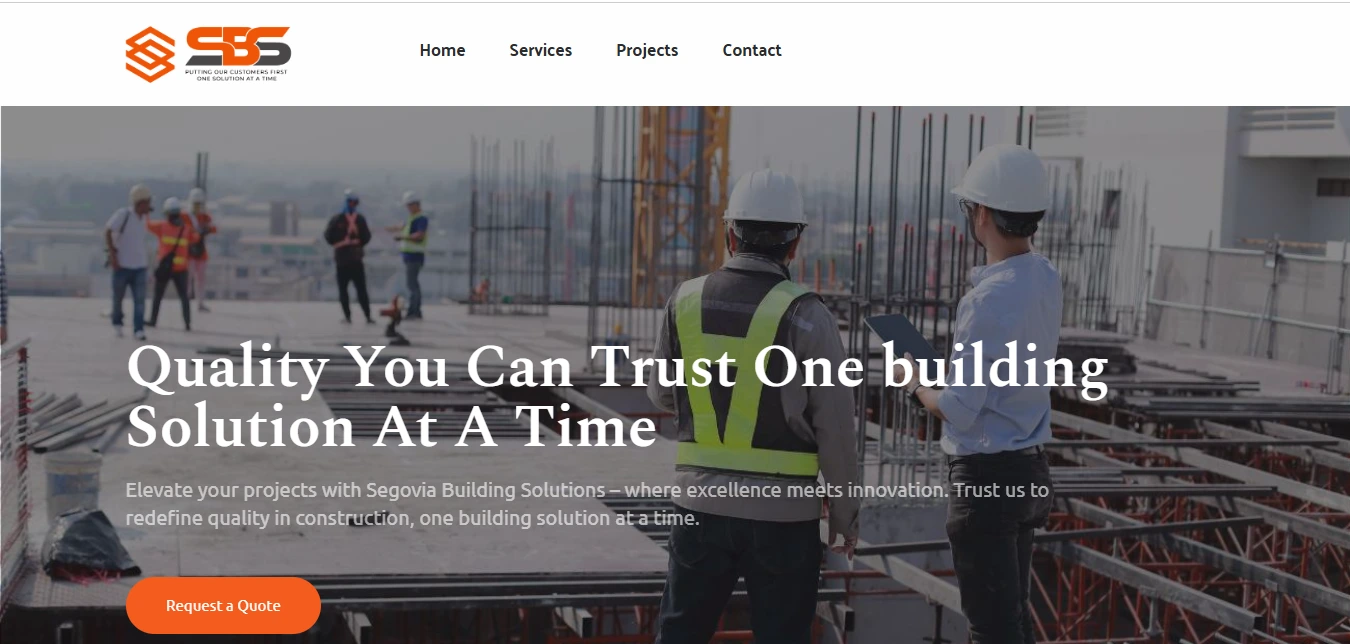 SBS
PUTTING OUR CUSTOMERS FIRST
ONE SOLUTION AT A TIME
Home Services Projects Contact
Quality You Can Trust One building
Solution At A Time
Elevate your projects with Segovia Building Solutions – where excellence meets innovation. Trust us to
redefine quality in construction, one building solution at a time.
Request a Quote